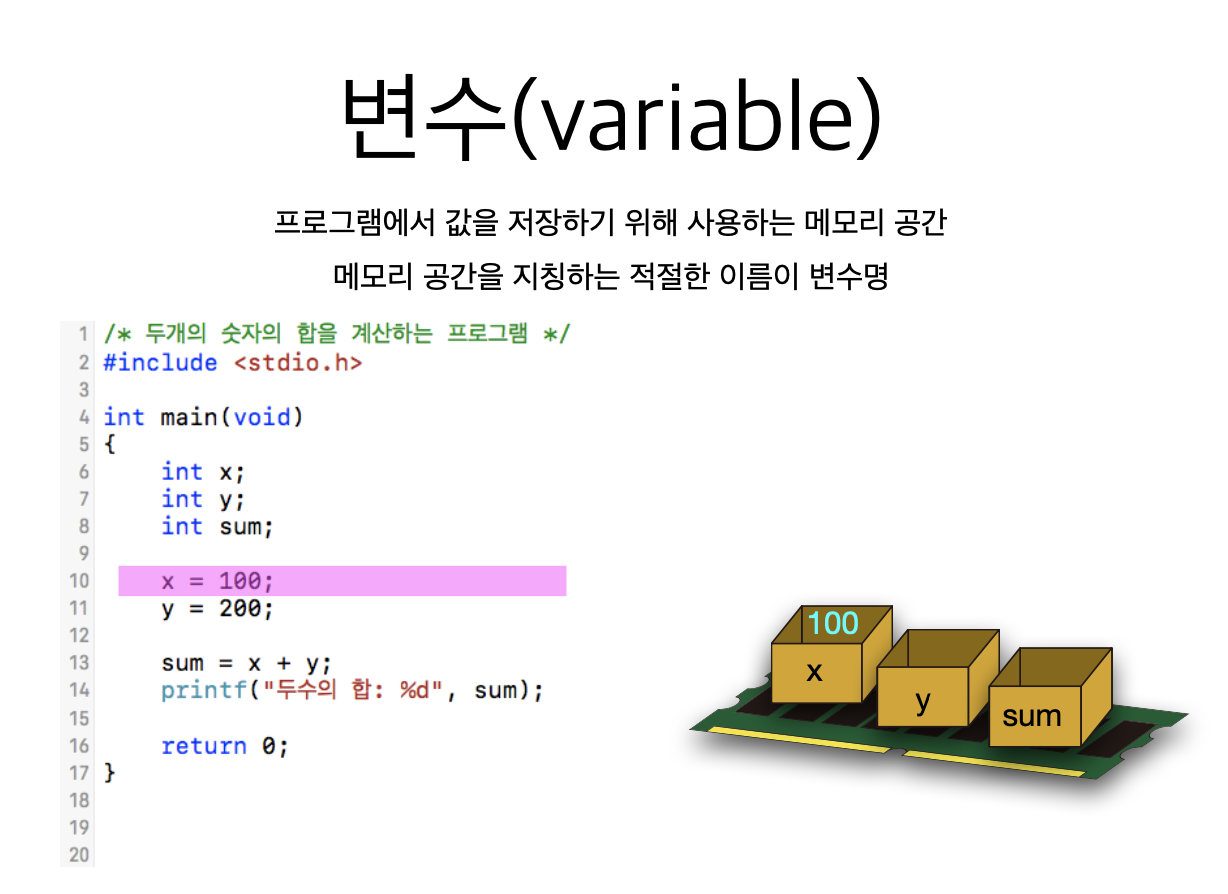 변수(variable)
프로그램에서 값을 저장하기 위해 사용하는 메모리 공간
메모리 공간을 지칭하는 적절한 이름이 변수명
1 /* 두개의 숫자의 합을 계산하는 프로그램 */
2 #include <stdio.h>
3
4 int main(void)
5 {
6     int x;
7     int y;
8     int sum;
9
10     x = 100;
11     y = 200;
12
13     sum = x + y;
14     printf("두수의 합: %d", sum);
15
16     return 0;
17 }
18
19
20
100
x
y
sum